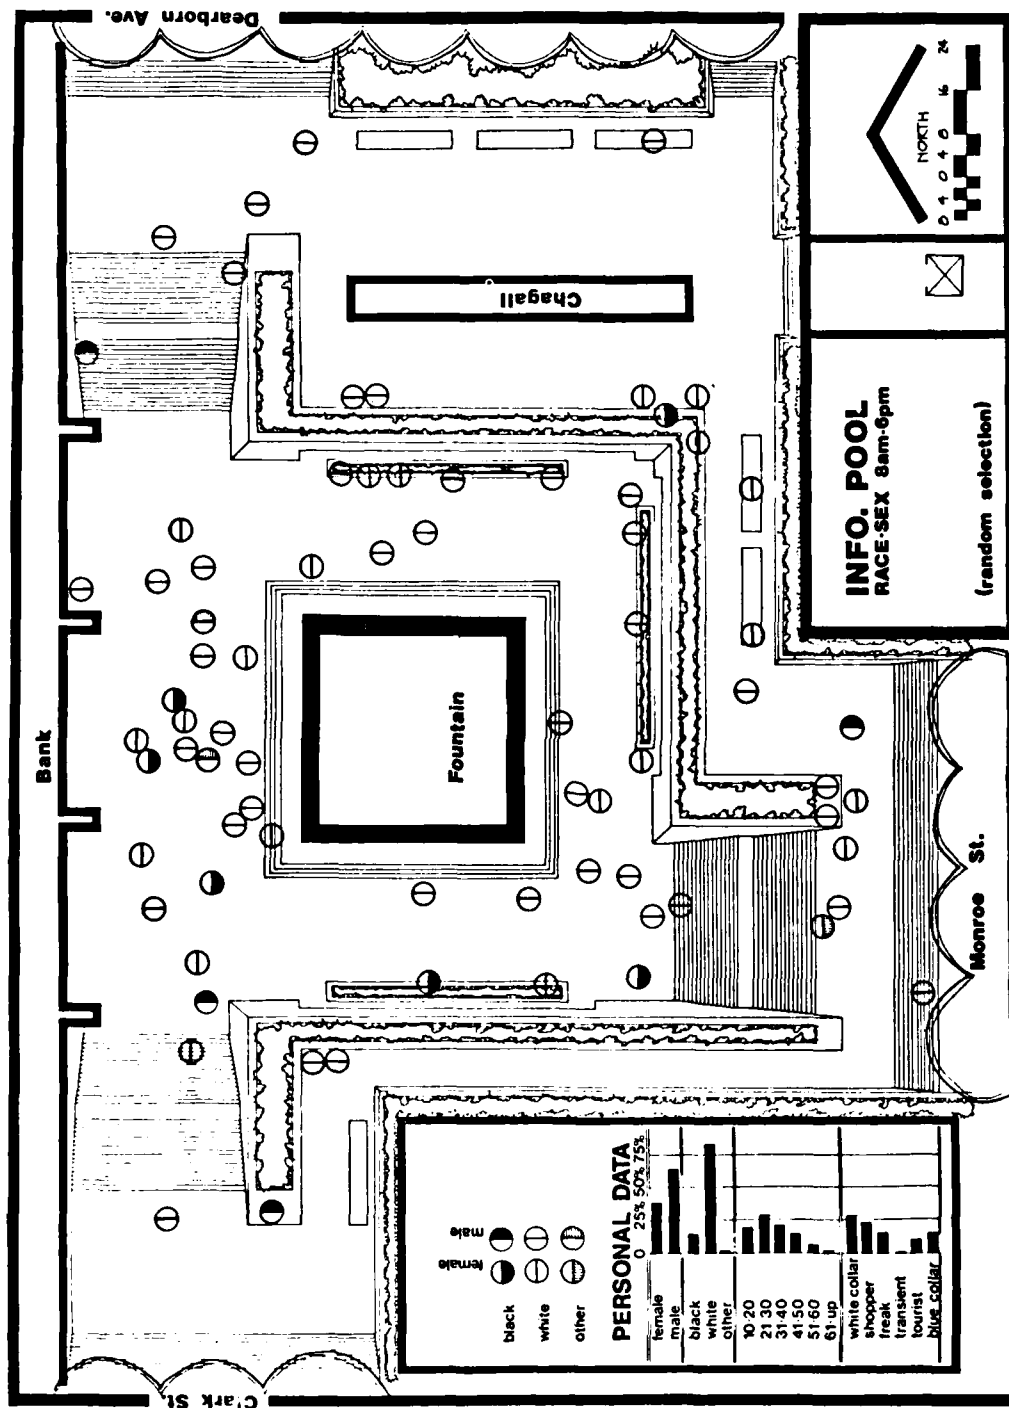 Dearborn Ave.
Bank
Chagall
Fountain
Monroe St.
Clark St.
NORTH
0 4 0 4 8 16 24
INFO. POOL
RACE-SEX 8am-6pm
(random selection)
female male
black
white
other
PERSONAL DATA
0 25% 50% 75%
female
male
black
white
other
10-20
21-30
31-40
41-50
51-60
61-up
white collar
shopper
freak
transient
tourist
blue collar